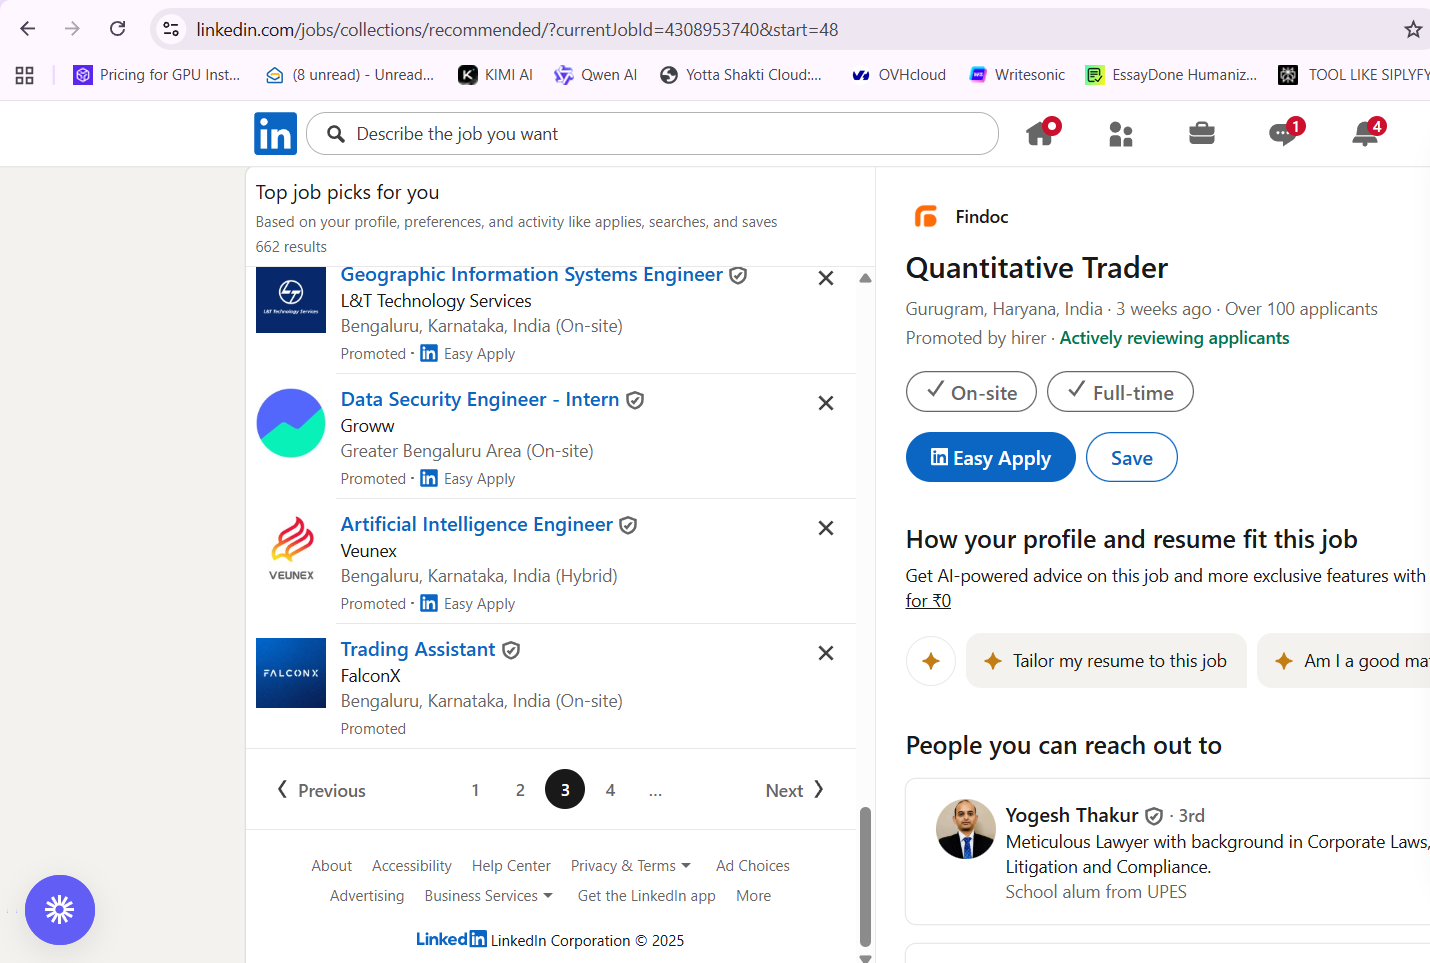 linkedin.com/jobs/collections/recommended/?currentJobId=4308953740&start=48
Pricing for GPU Inst...
(8 unread) - Unread...
KIMI AI
Qwen AI
Yotta Shakti Cloud:...
OVHcloud
Writesonic
EssayDone Humaniz...
TOOL LIKE SIPLYFY
in
Describe the job you want
1
4
Top job picks for you
Based on your profile, preferences, and activity like applies, searches, and saves
662 results
Geographic Information Systems Engineer
L&T Technology Services
L&T Technology Services
Bengaluru, Karnataka, India (On-site)
Promoted · in Easy Apply
Data Security Engineer - Intern
Groww
Greater Bengaluru Area (On-site)
Promoted · in Easy Apply
Artificial Intelligence Engineer
VEUNEX
Veunex
Bengaluru, Karnataka, India (Hybrid)
Promoted · in Easy Apply
Trading Assistant
FALCONX
FalconX
Bengaluru, Karnataka, India (On-site)
Promoted
Previous 1 2 3 4 ... Next
About Accessibility Help Center Privacy & Terms Ad Choices
Advertising Business Services Get the LinkedIn app More
LinkedIn LinkedIn Corporation © 2025
Findoc
Quantitative Trader
Gurugram, Haryana, India · 3 weeks ago · Over 100 applicants
Promoted by hirer · Actively reviewing applicants
On-site Full-time
in Easy Apply Save
How your profile and resume fit this job
Get AI-powered advice on this job and more exclusive features with
for ₹0
Tailor my resume to this job
Am I a good ma
People you can reach out to
Yogesh Thakur · 3rd
Meticulous Lawyer with background in Corporate Laws,
Litigation and Compliance.
School alum from UPES